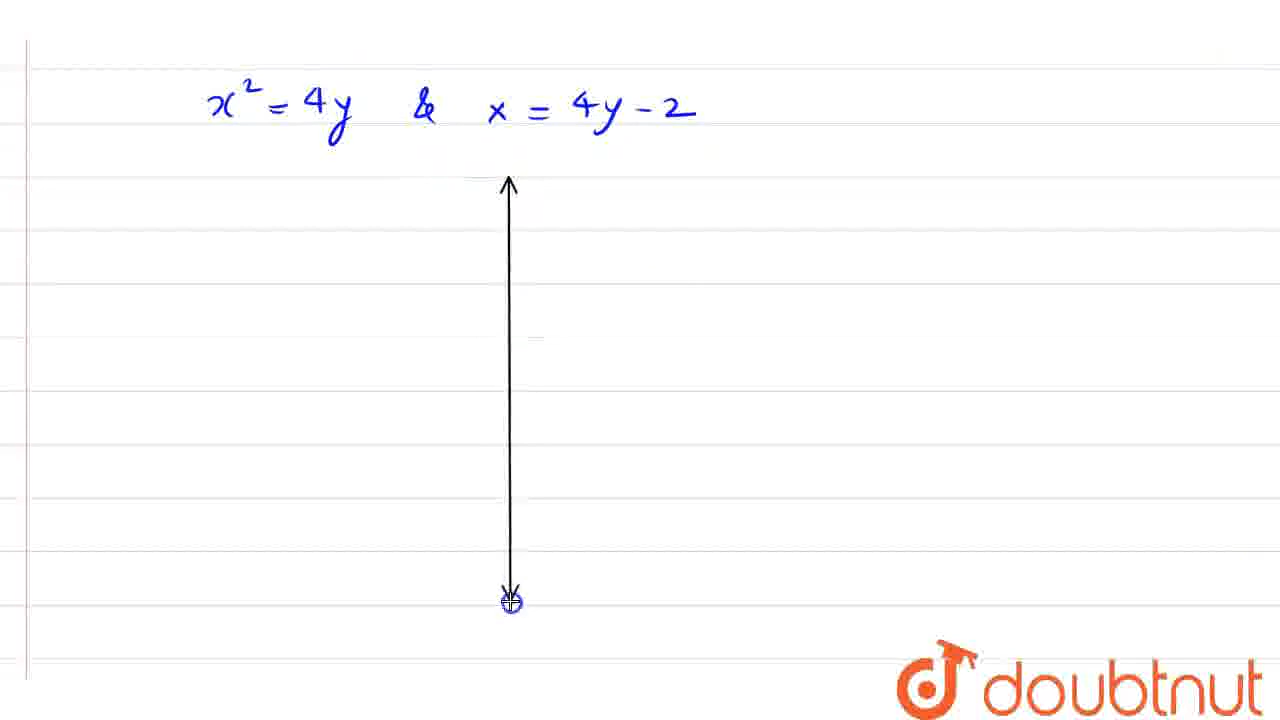 x² = 4y & x = 4y - 2
doubtnut